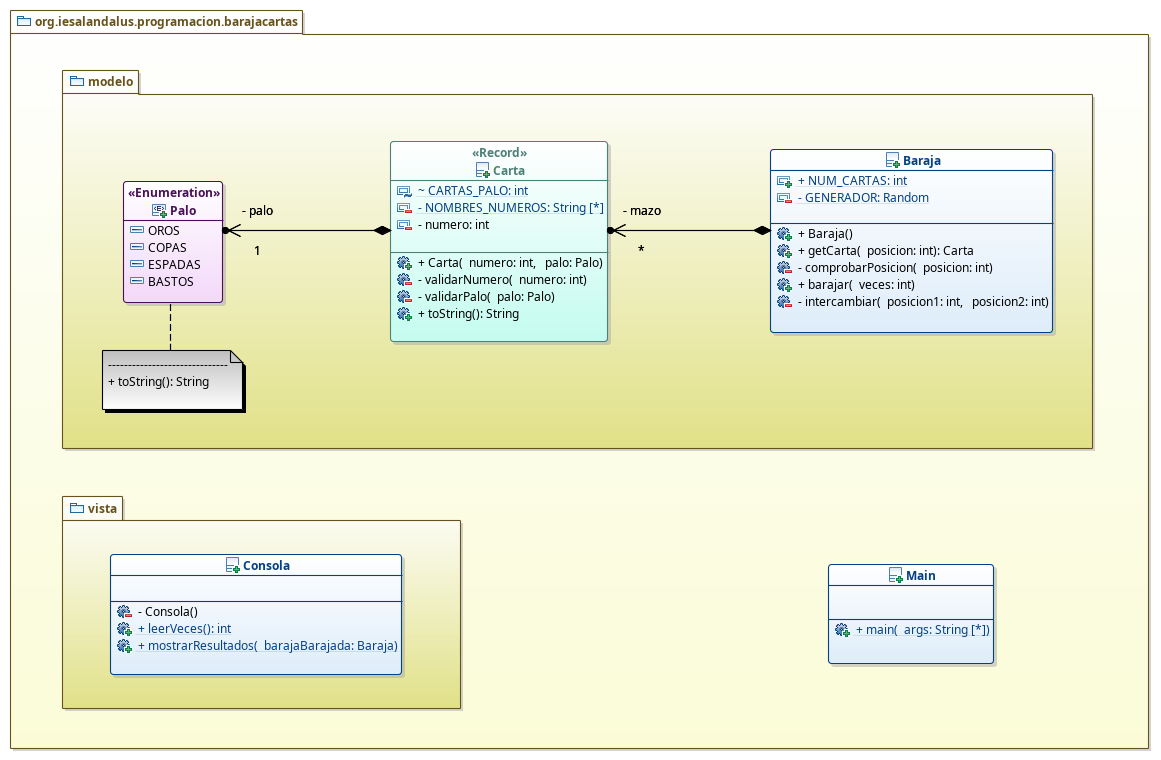 org.iesalandalus.programacion.barajacartas
modelo
«Enumeration»
Palo
OROS
COPAS
ESPADAS
BASTOS
------------------------------
+ toString(): String
- palo
1
«Record»
Carta
~ CARTAS_PALO: int
- NOMBRES_NUMEROS: String [*]
- numero: int
+ Carta( numero: int, palo: Palo)
- validarNumero( numero: int)
- validarPalo( palo: Palo)
+ toString(): String
- mazo
*
Baraja
+ NUM_CARTAS: int
- GENERADOR: Random
+ Baraja()
+ getCarta( posicion: int): Carta
- comprobarPosicion( posicion: int)
+ barajar( veces: int)
- intercambiar( posicion1: int, posicion2: int)
vista
Consola
- Consola()
+ leerVeces(): int
+ mostrarResultados( barajaBarajada: Baraja)
Main
+ main( args: String [*])